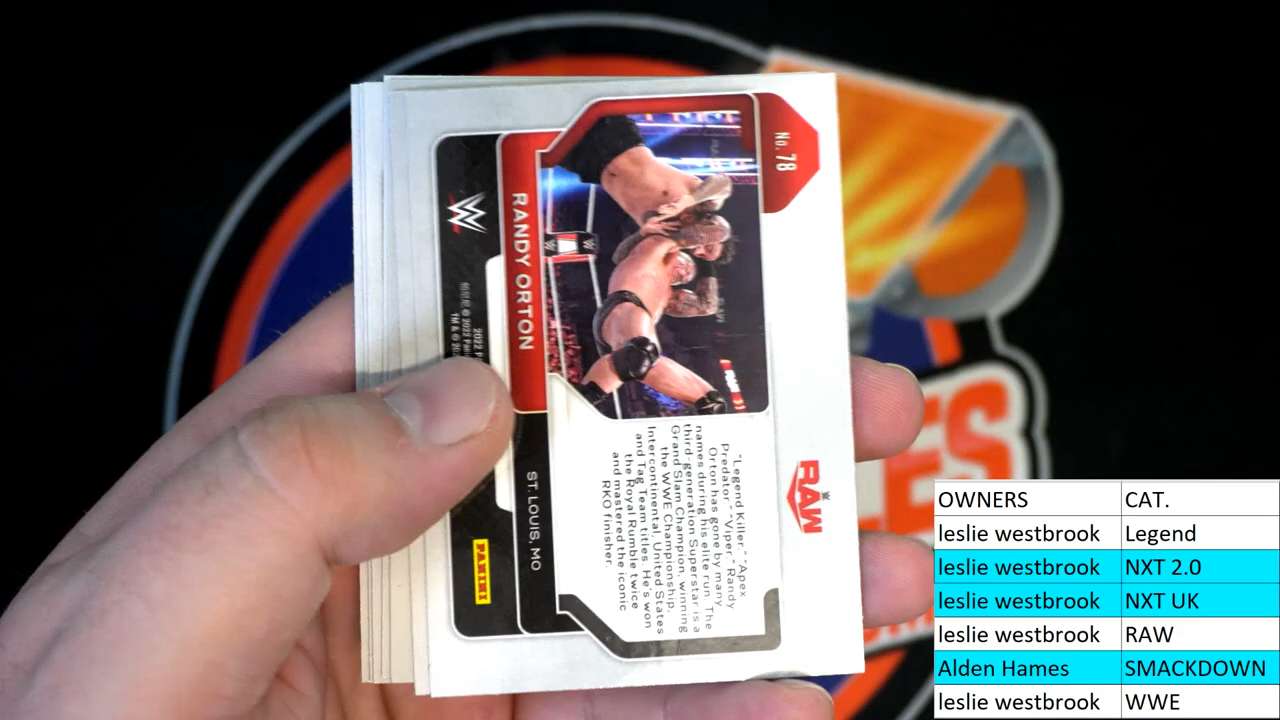 No. 78
RANDY ORTON
ST. LOUIS, MO
RAW
"Legend Killer." "Apex
Predator." "Viper." Randy
Orton has gone by many
names during his elite run. The
third-generation Superstar is a
Grand Slam Champion, winning
the WWE Championship,
Intercontinental, United States
and Tag Team titles. He's won
the Royal Rumble twice
and mastered the iconic
RKO finisher.
PANINI
OWNERS CAT.
leslie westbrook Legend
leslie westbrook NXT 2.0
leslie westbrook NXT UK
leslie westbrook RAW
Alden Hames SMACKDOWN
leslie westbrook WWE